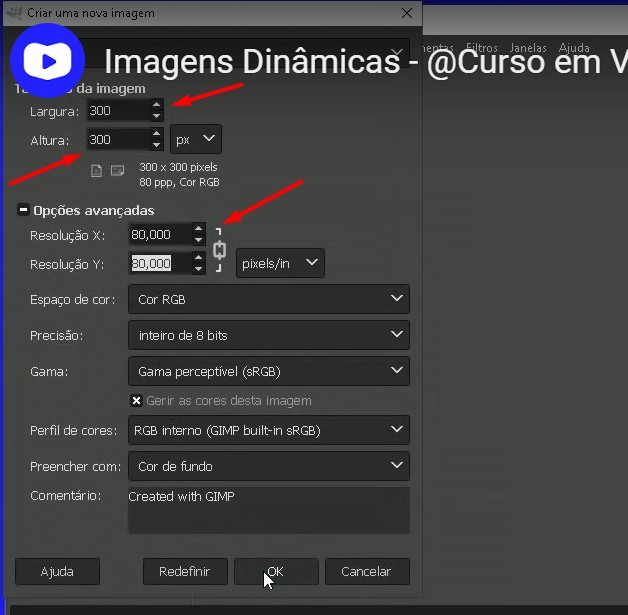 Criar uma nova imagem
Filtros Janelas Ajuda
Imagens Dinâmicas - @Curso em V
da imagem
Largura: 300
Altura: 300 px
300 x 300 pixels
80 ppp, Cor RGB
Opções avançadas
Resolução X: 80,000
Resolução Y: 80,000 pixels/in
Espaço de cor: Cor RGB
Precisão: inteiro de 8 bits
Gama: Gama perceptível (sRGB)
Gerir as cores desta imagem
Perfil de cores: RGB interno (GIMP built-in sRGB)
Preencher com: Cor de fundo
Comentário: Created with GIMP
Ajuda Redefinir OK Cancelar